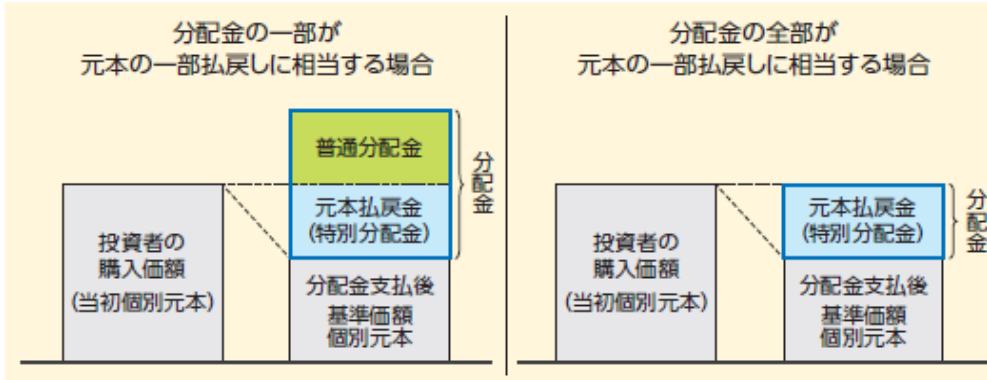 分配金の一部が
元本の一部払戻しに相当する場合
普通分配金
元本払戻金
(特別分配金)
分配金
投資者の
購入価額
(当初個別元本)
分配金支払後
基準価額
個別元本
分配金の全部が
元本の一部払戻しに相当する場合
元本払戻金
(特別分配金)
分配金
投資者の
購入価額
(当初個別元本)
分配金支払後
基準価額
個別元本